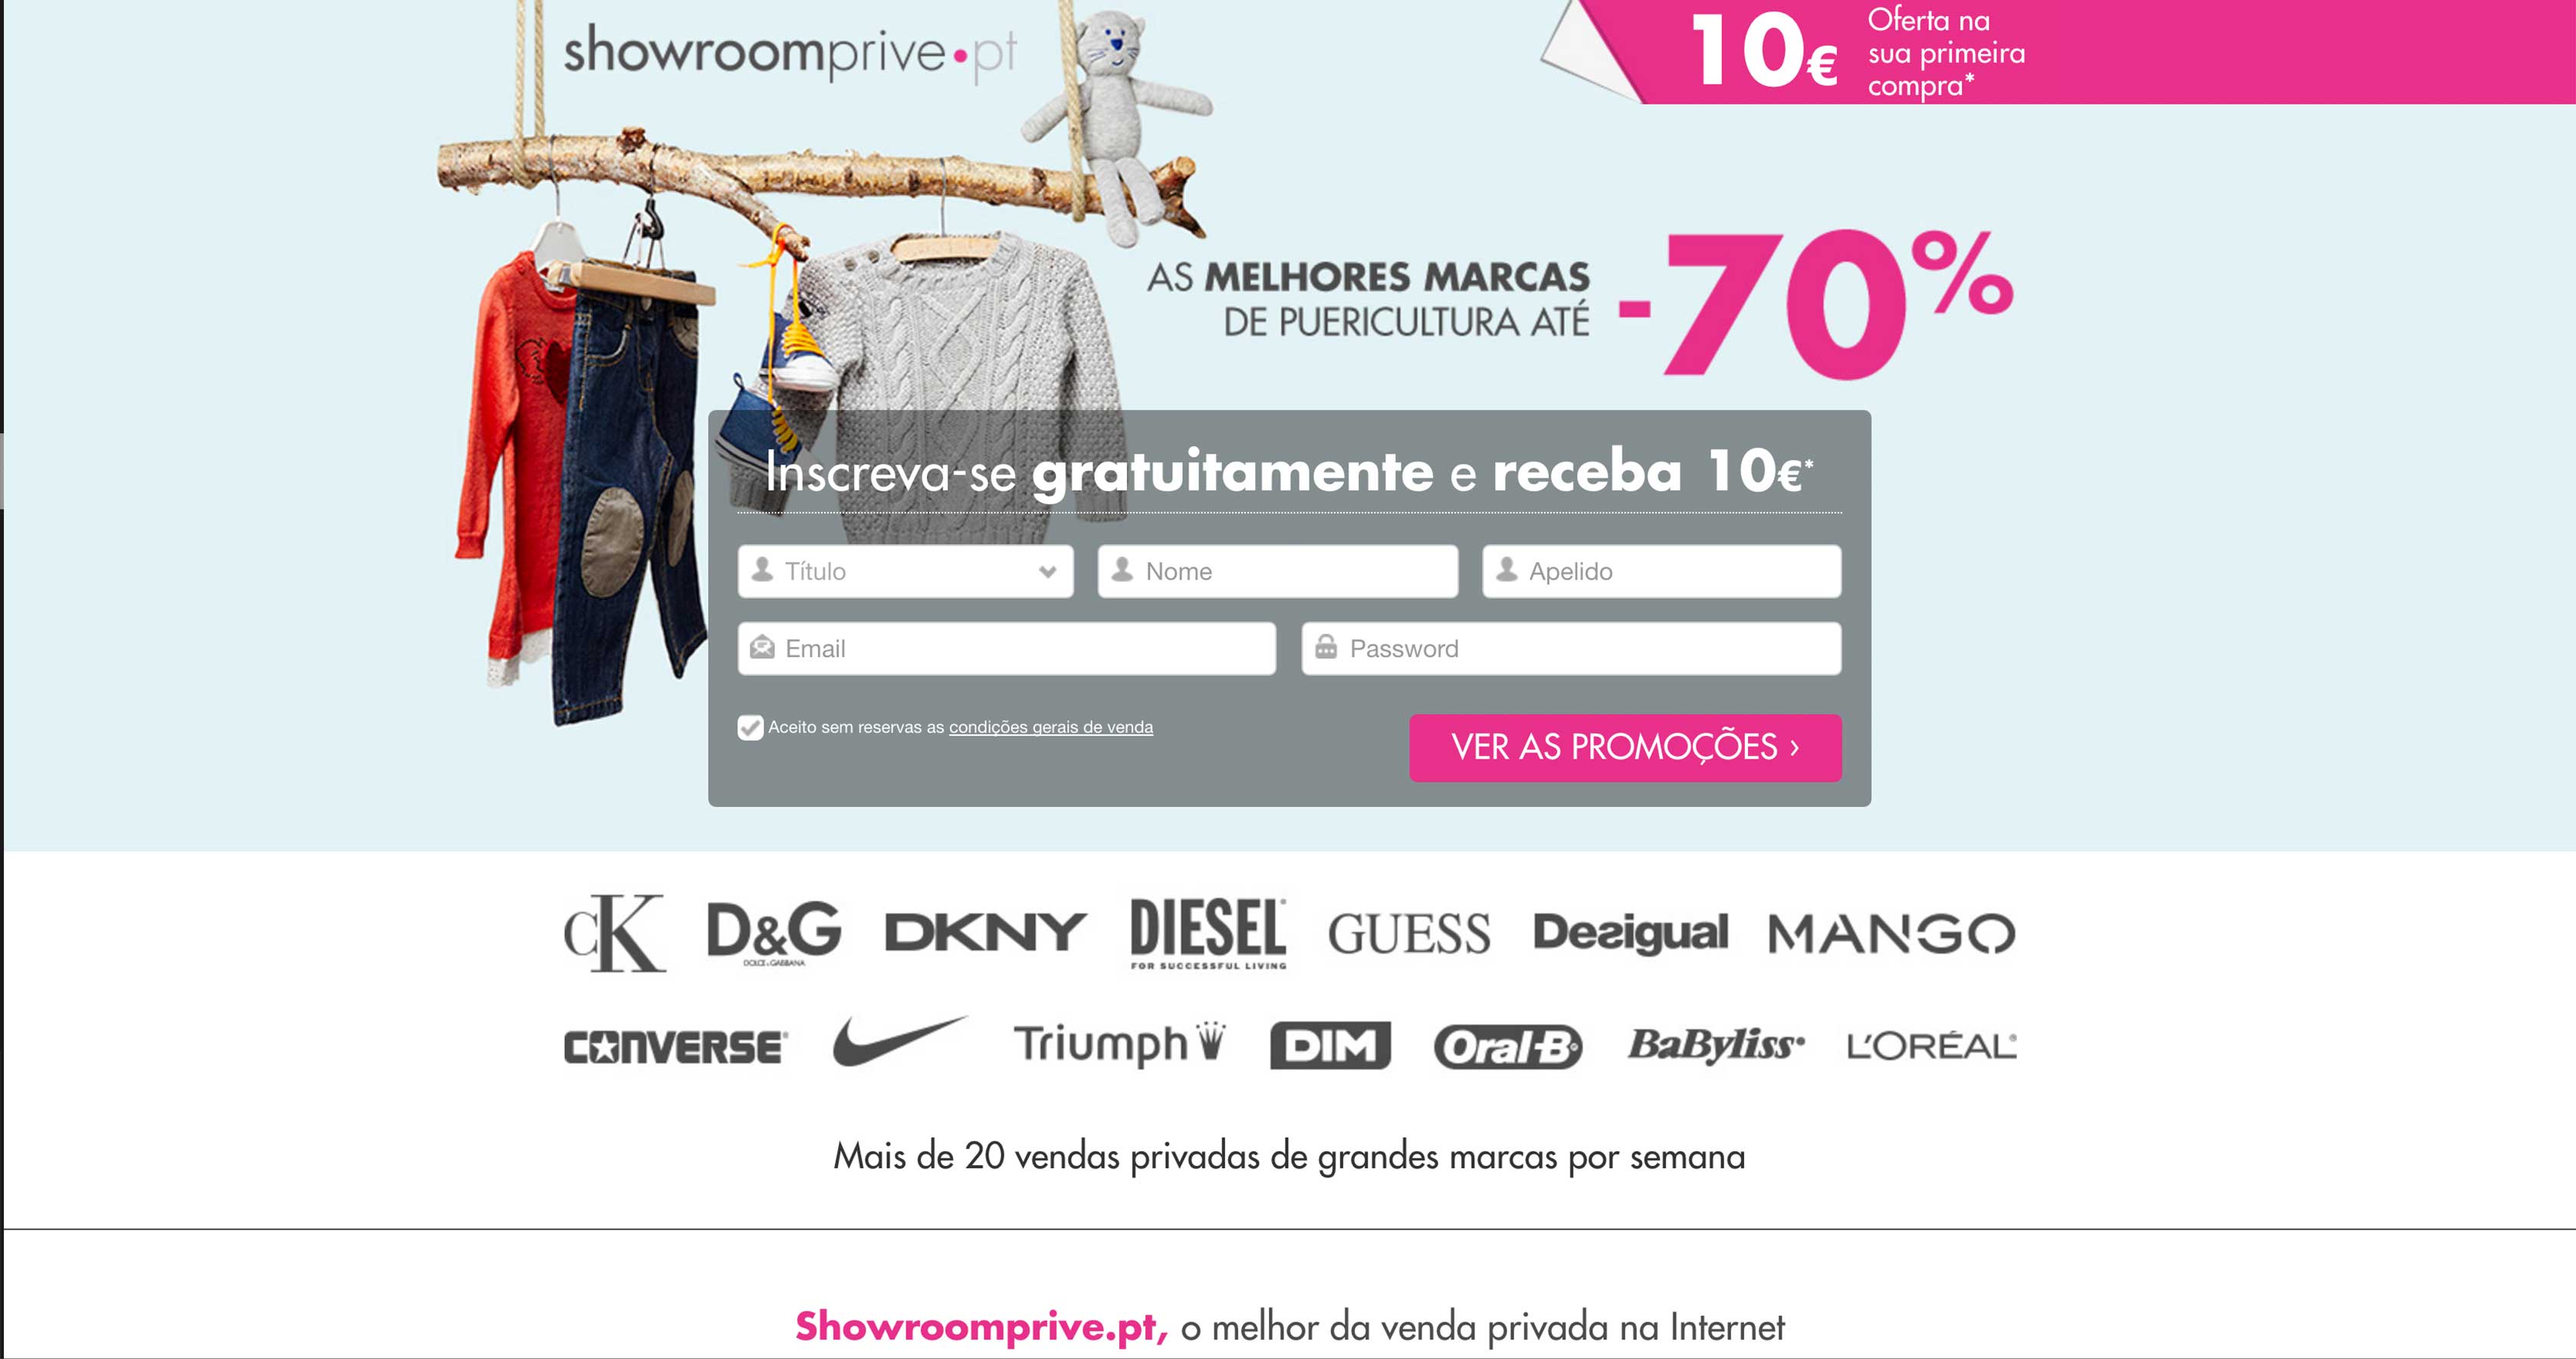 showroomprive.pt
10€ Oferta na
sua primeira
compra*
AS MELHORES MARCAS
DE PUERICULTURA ATÉ
-70%
Inscreva-se gratuitamente e receba 10€*
Título
Nome
Apelido
Email
Password
Aceito sem reservas as condições gerais de venda
VER AS PROMOÇÕES ›
cK
D&G
DOLCE & GABBANA
DKNY
DIESEL
FOR SUCCESSFUL LIVING
GUESS
Desigual
MANGO
CONVERSE
Triumph
DIM
Oral-B
BaByliss
L'ORÉAL
Mais de 20 vendas privadas de grandes marcas por semana
Showroomprive.pt, o melhor da venda privada na Internet